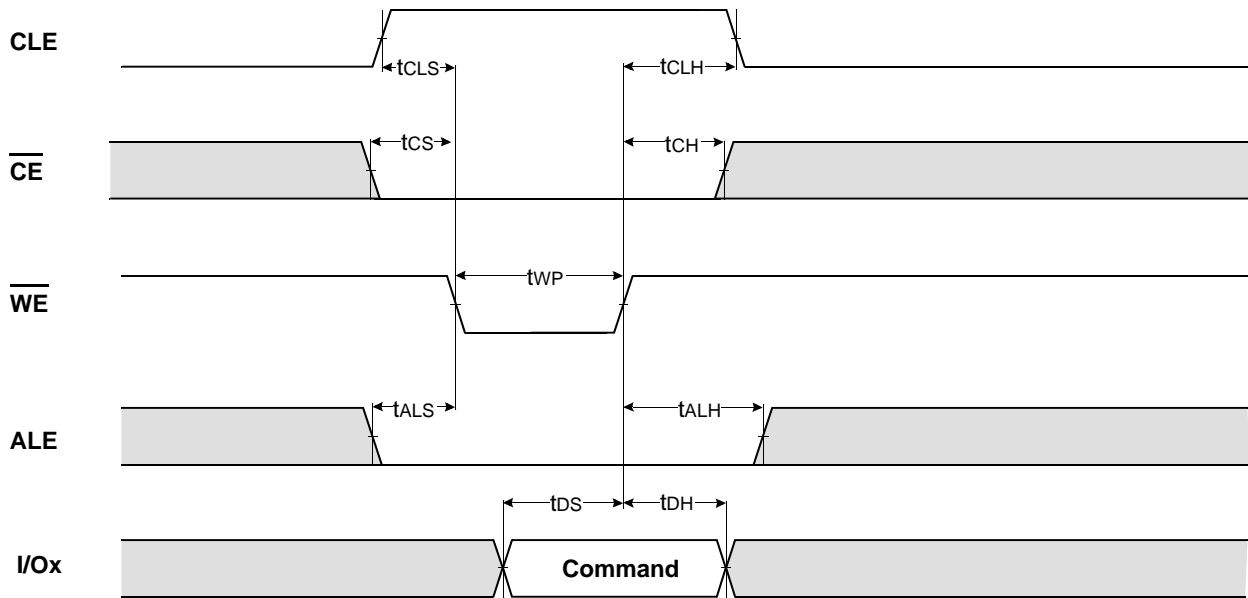 CLE
tCLS
tCLH
CE
tCS
tCH
WE
tWP
ALE
tALS
tALH
I/Ox
tDS
tDH
Command